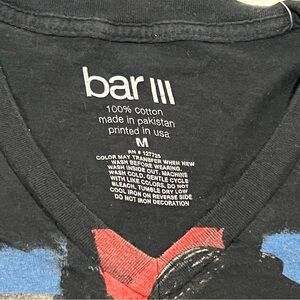 bar III
100% cotton
made in pakistan
printed in usa
M
RN # 127725
COLOR MAY TRANSFER WHEN NEW
WASH BEFORE WEARING.
WASH INSIDE OUT. MACHINE
WASH COLD. GENTLE CYCLE
WITH LIKE COLORS. DO NOT
BLEACH, TUMBLE DRY LOW
COOL IRON ON REVERSE SIDE
DO NOT IRON DECORATION